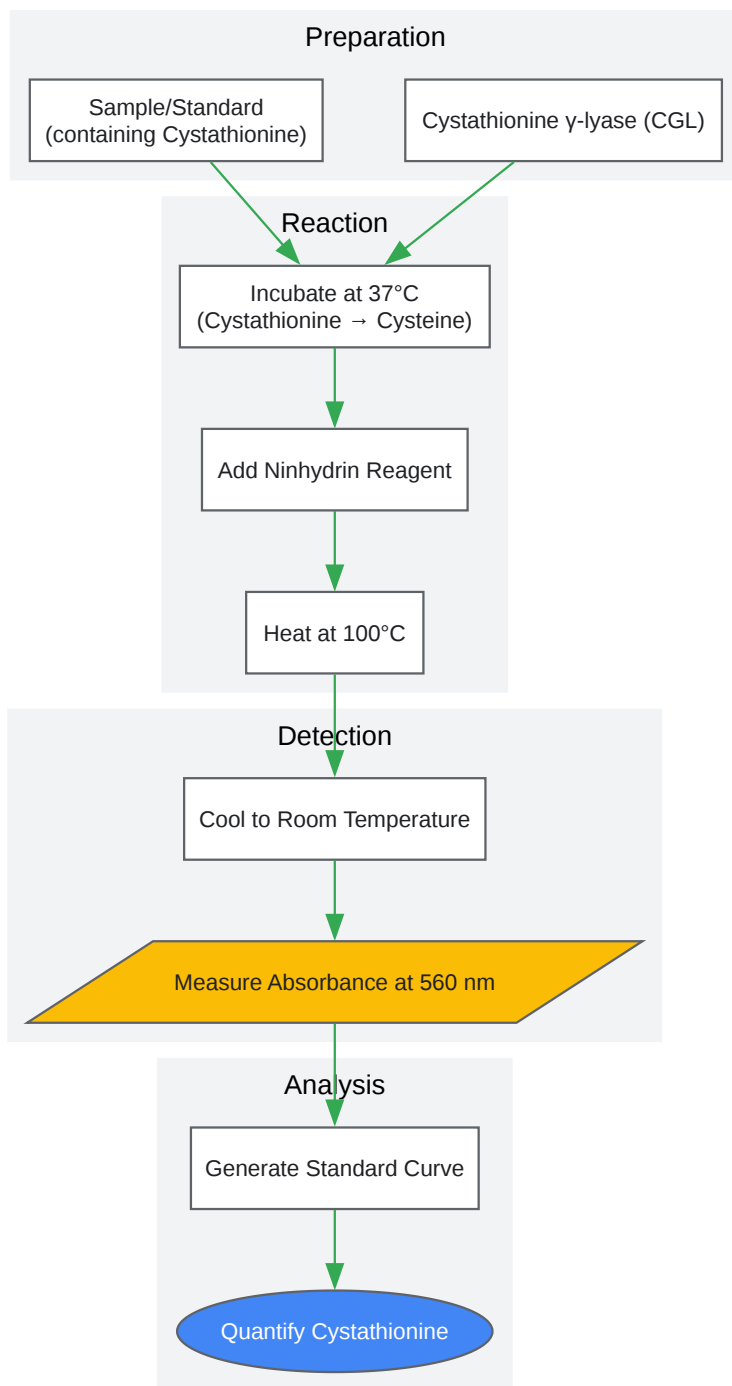 Preparation
Sample/Standard
(containing Cystathionine)
Cystathionine γ-lyase (CGL)
Reaction
Incubate at 37°C
(Cystathionine → Cysteine)
Add Ninhydrin Reagent
Heat at 100°C
Detection
Cool to Room Temperature
Measure Absorbance at 560 nm
Analysis
Generate Standard Curve
Quantify Cystathionine